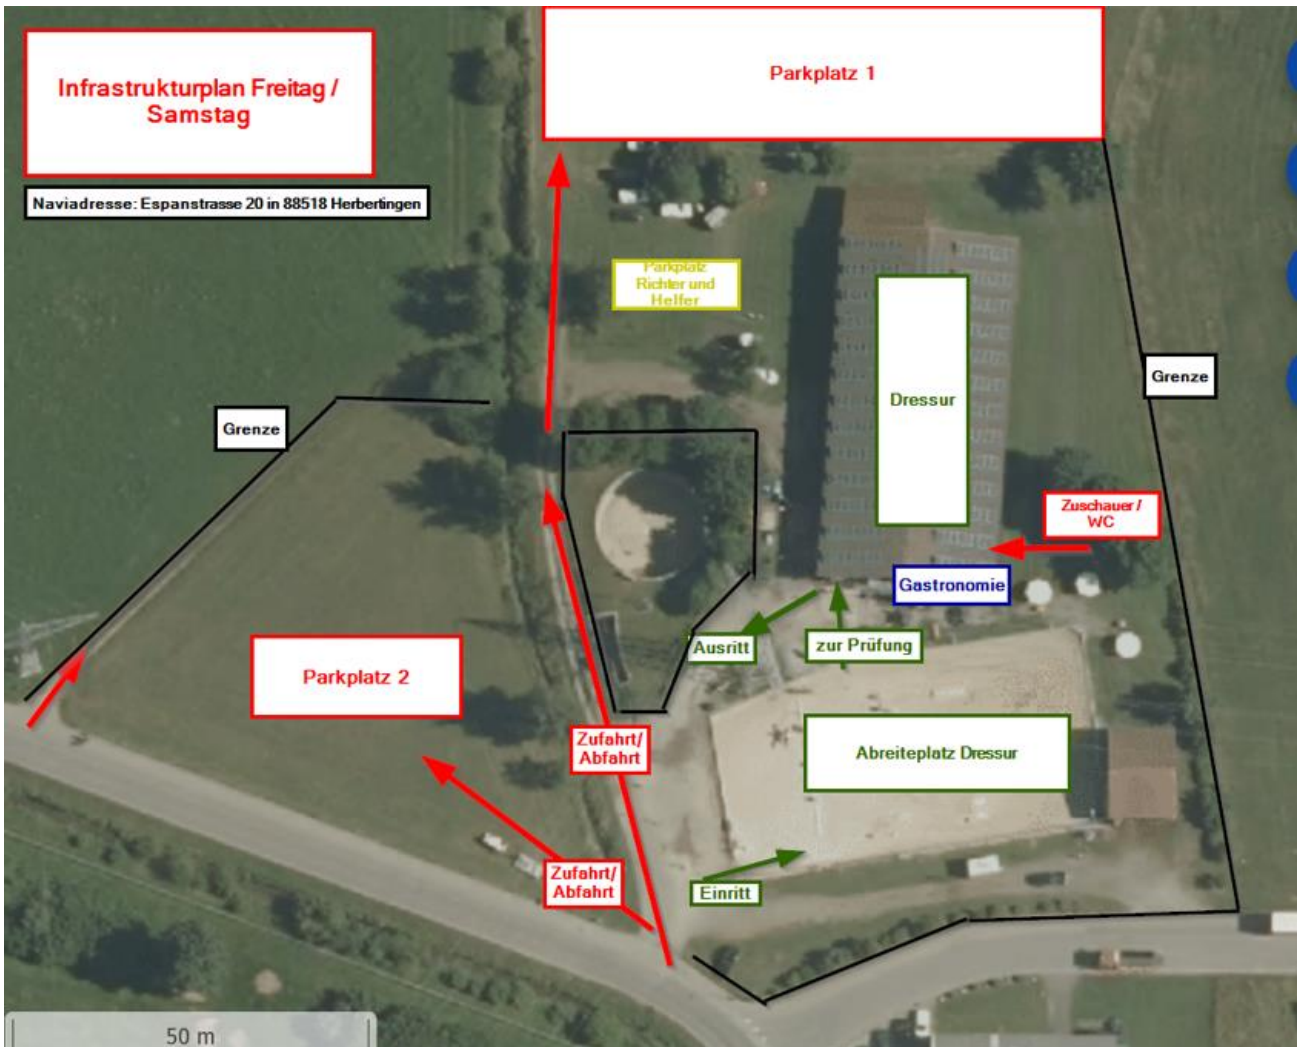 Parkplatz 1
Infrastrukturplan Freitag /
Samstag
Naviadresse: Espanstrasse 20 in 88518 Herbertingen
Parkplatz
Richter und
Helfer
Grenze
Dressur
Grenze
Zuschauer /
WC
Gastronomie
Ausritt
zur Prüfung
Parkplatz 2
Zufahrt/
Abfahrt
Abreiteplatz Dressur
Zufahrt/
Abfahrt
Einritt
50 m